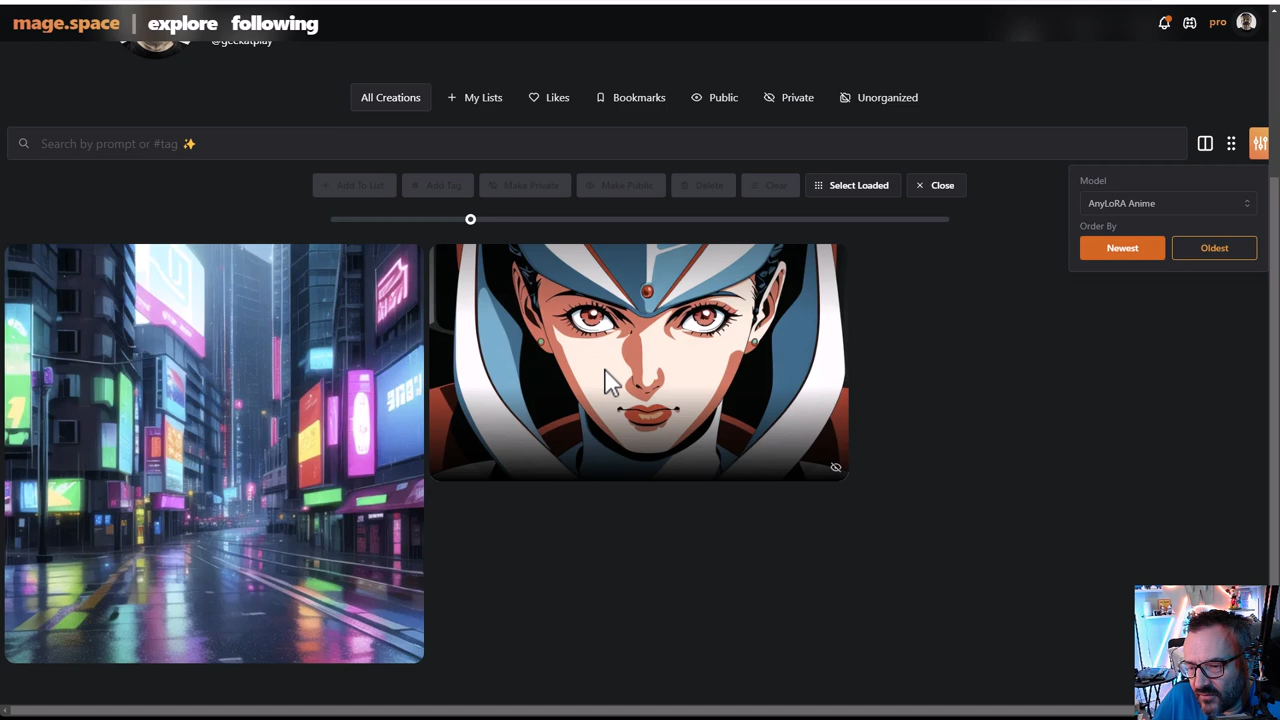 mage.space | explore following
pro
@geekatplay
All Creations
My Lists
Likes
Bookmarks
Public
Private
Unorganized
Search by prompt or #tag ✨
Add To List
Add Tag
Make Private
Make Public
Delete
Clear
Select Loaded
Close
Model
AnyLoRA Anime
Order By
Newest
Oldest